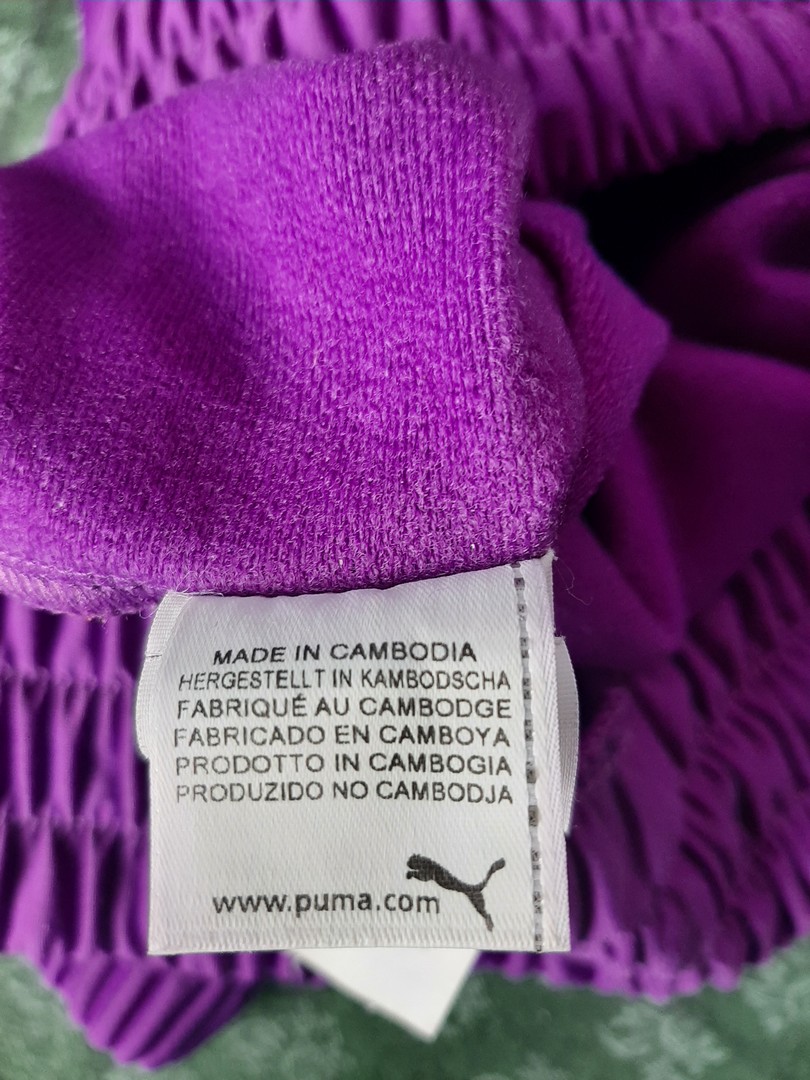 MADE IN CAMBODIA
HERGESTELLT IN KAMBODSCHA
FABRIQUÉ AU CAMBODGE
FABRICADO EN CAMBOYA
PRODOTTO IN CAMBOGIA
PRODUZIDO NO CAMBODJA
www.puma.com